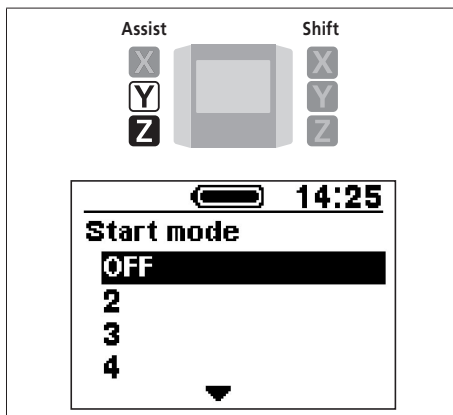 Assist Shift
X X
Y Y
Z Z
14:25
Start mode
OFF
2
3
4